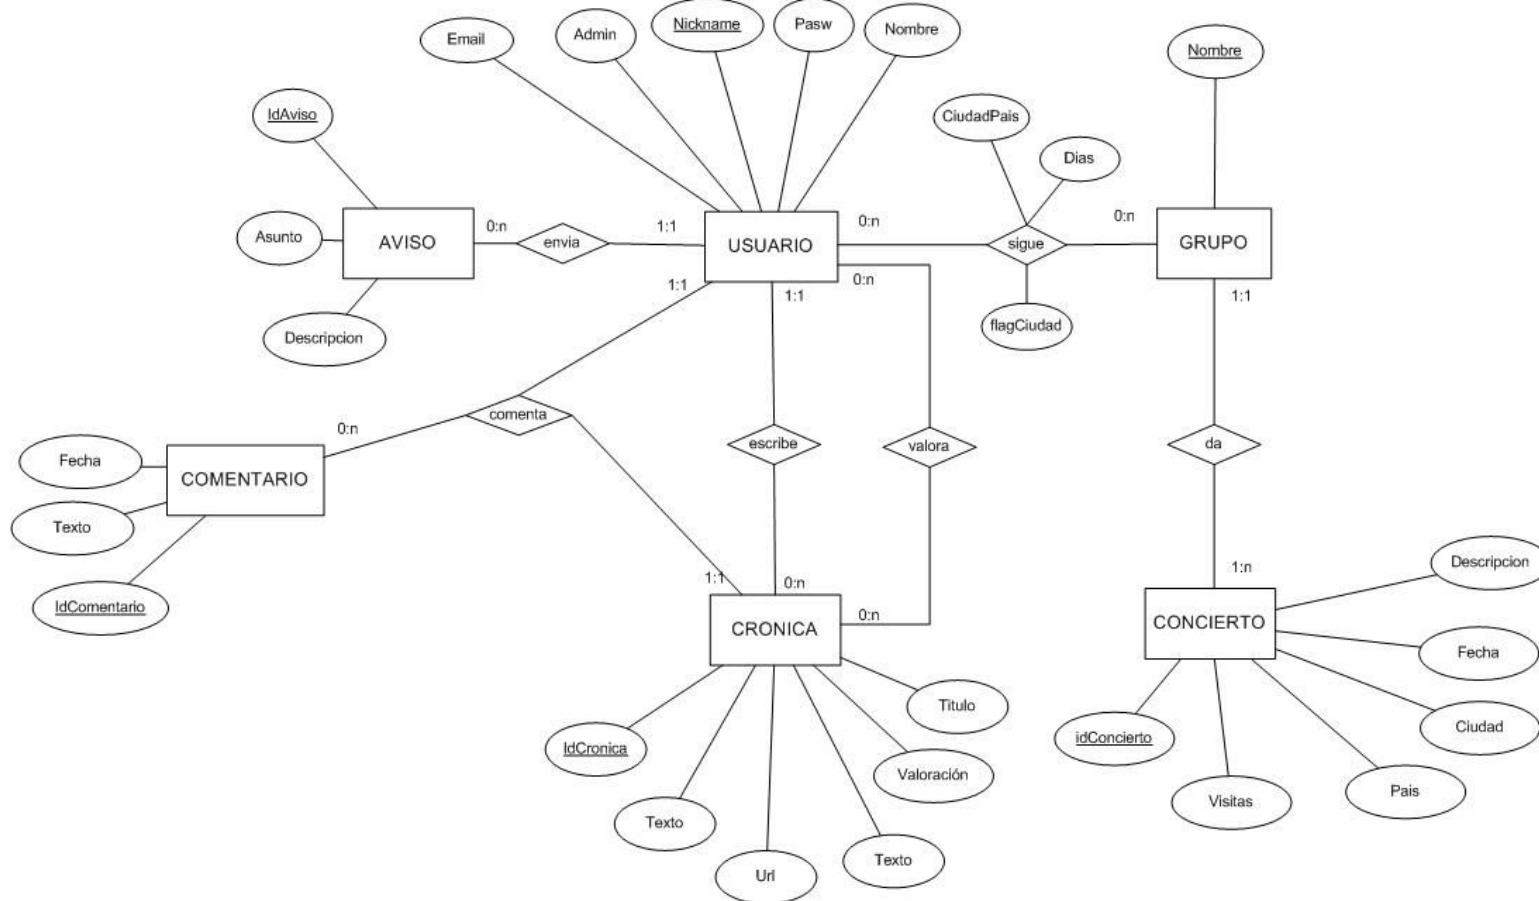 Email
Admin
Nickname
Pasw
Nombre
Nombre
IdAviso
CiudadPais
Dias
Asunto
AVISO
0:n
envia
1:1
USUARIO
0:n
sigue
0:n
GRUPO
1:1
1:1
0:n
1:1
Descripcion
flagCiudad
0:n
comenta
escribe
valora
da
Fecha
COMENTARIO
Texto
IdComentario
1:1
0:n
0:n
CRONICA
1:n
CONCIERTO
Descripcion
Fecha
Ciudad
Pais
Visitas
idConcierto
Titulo
Valoración
Texto
Url
Texto
IdCronica